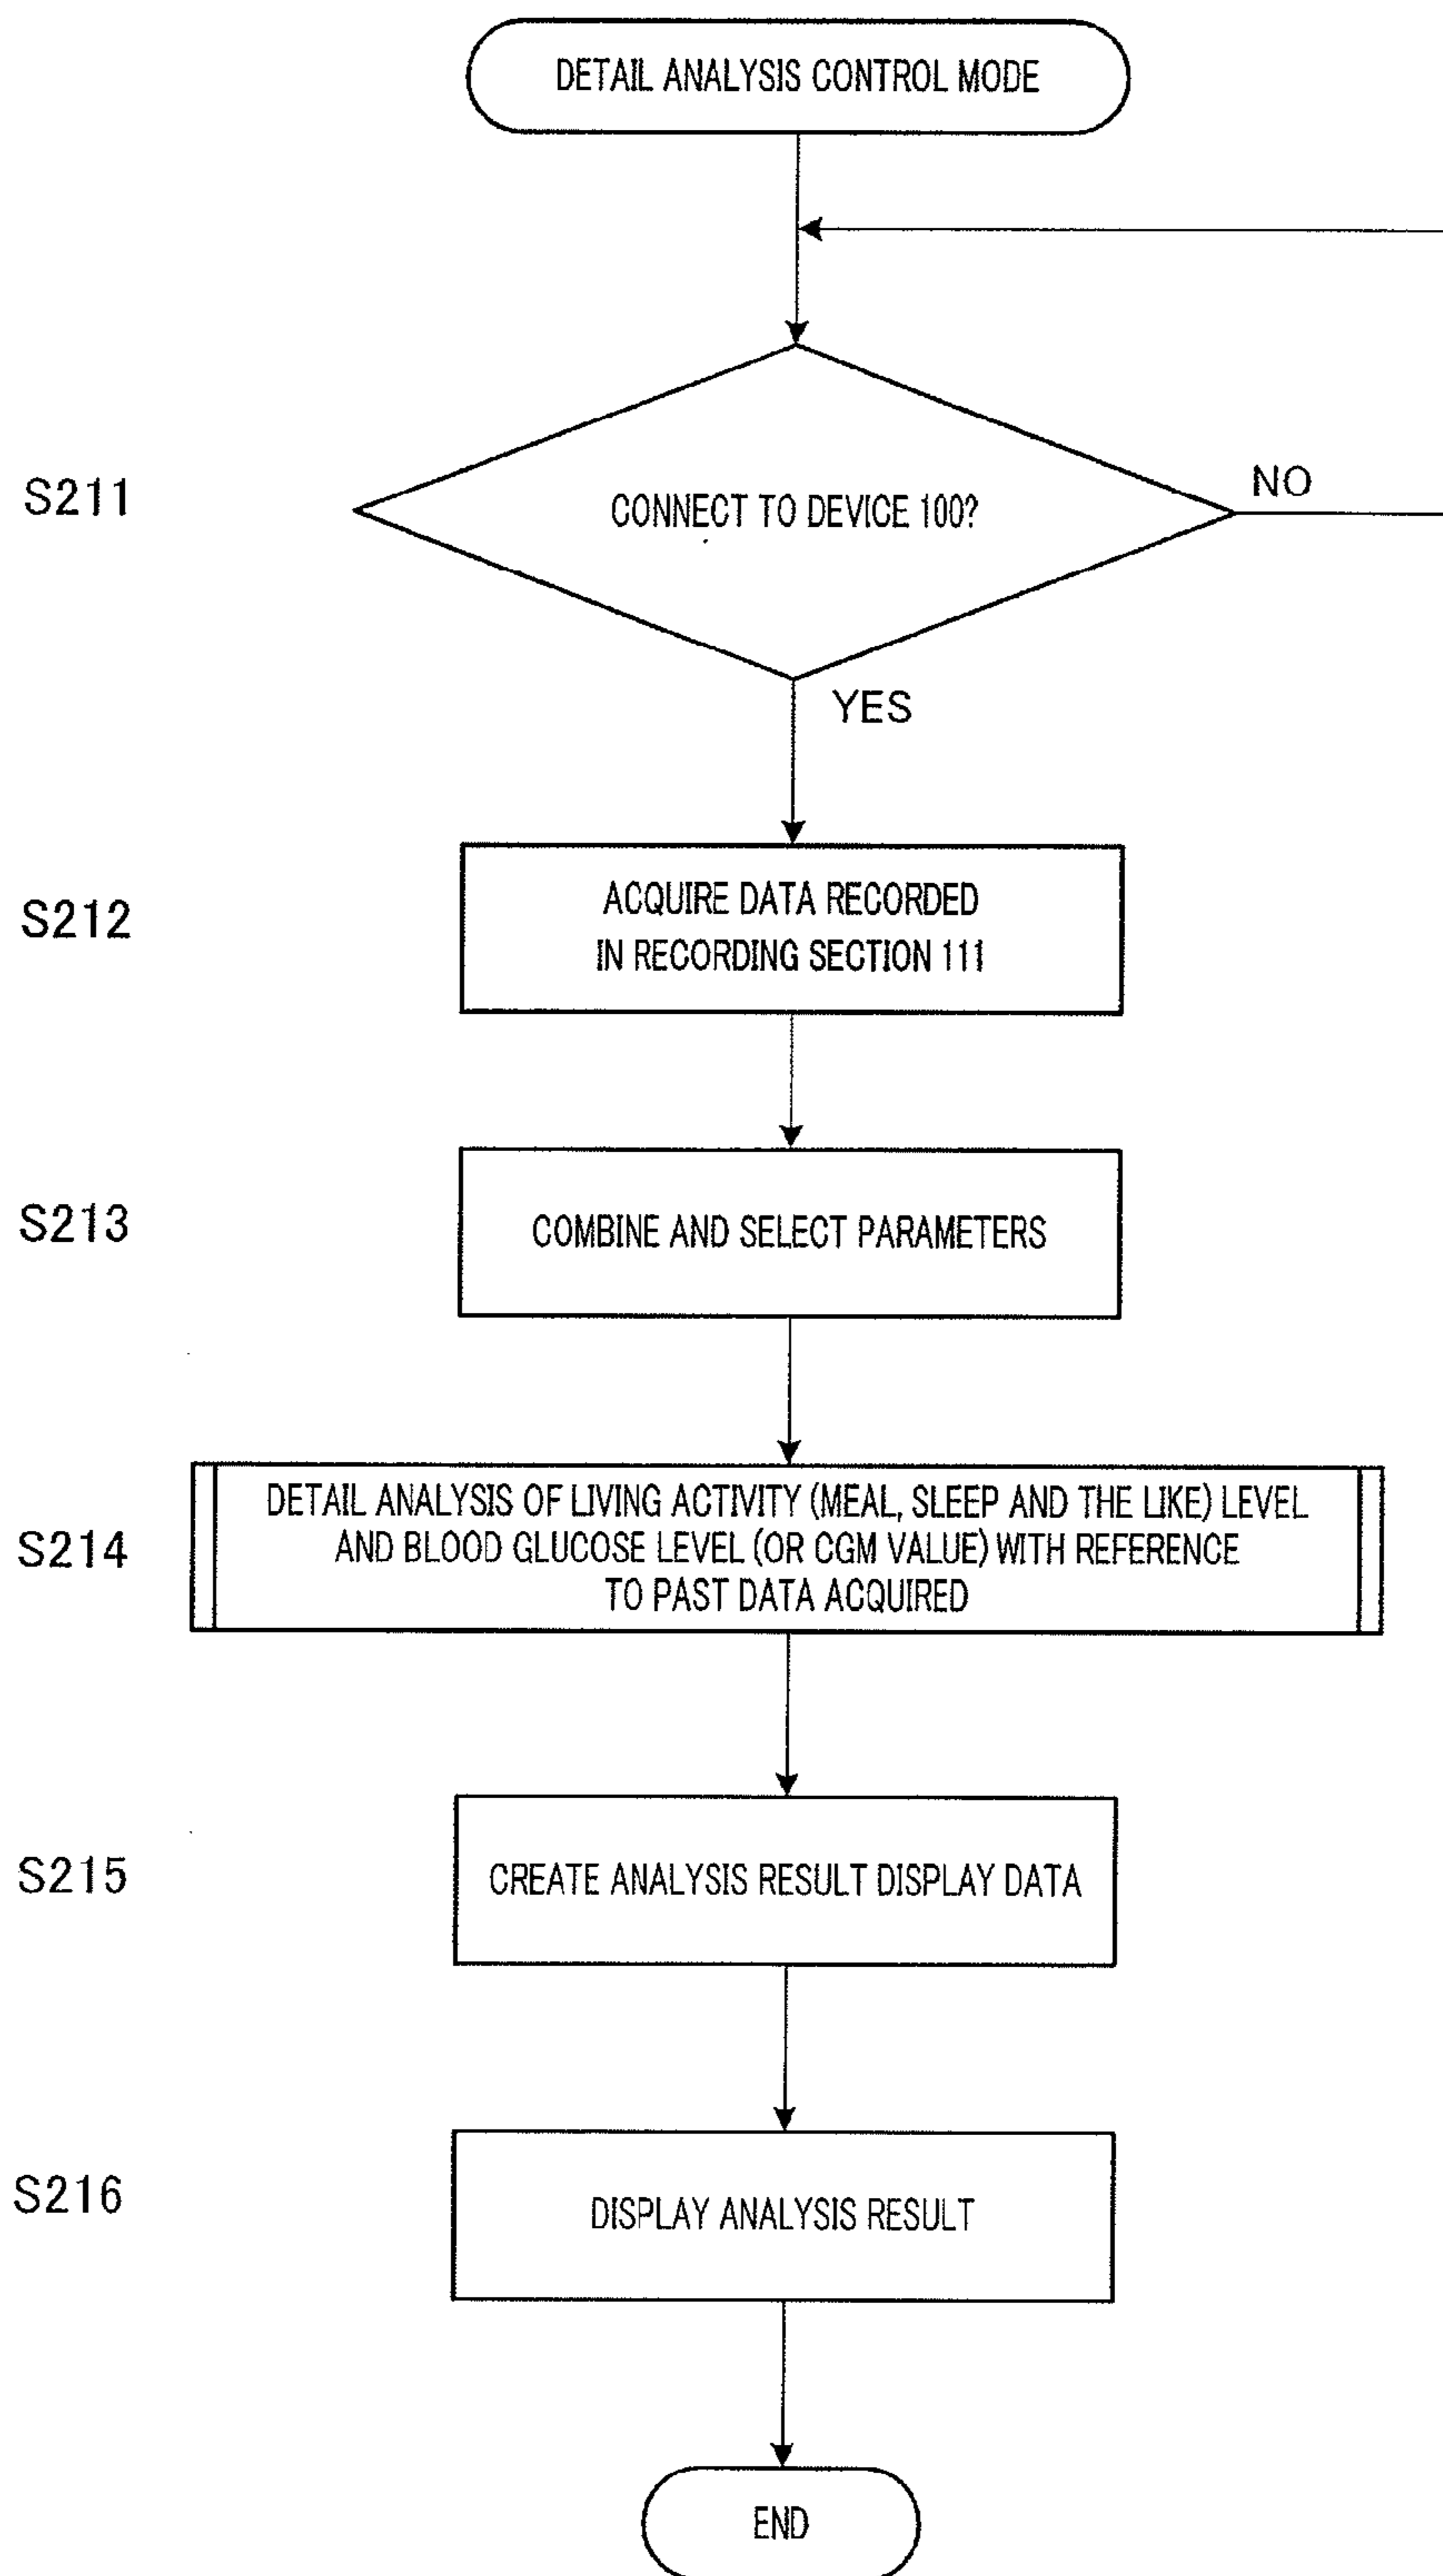 DETAIL ANALYSIS CONTROL MODE
S211
CONNECT TO DEVICE 100?
NO
YES
S212
ACQUIRE DATA RECORDED
IN RECORDING SECTION 111
S213
COMBINE AND SELECT PARAMETERS
S214
DETAIL ANALYSIS OF LIVING ACTIVITY (MEAL, SLEEP AND THE LIKE) LEVEL
AND BLOOD GLUCOSE LEVEL (OR CGM VALUE) WITH REFERENCE
TO PAST DATA ACQUIRED
S215
CREATE ANALYSIS RESULT DISPLAY DATA
S216
DISPLAY ANALYSIS RESULT
END